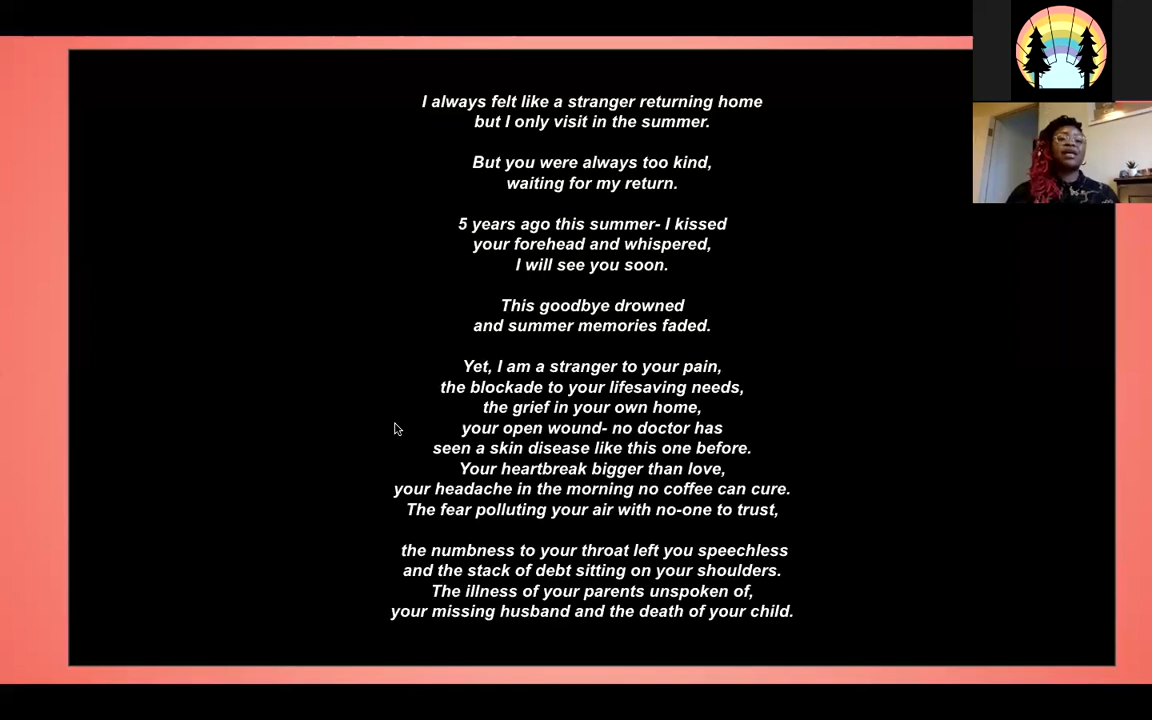 I always felt like a stranger returning home
but I only visit in the summer.
But you were always too kind,
waiting for my return.
5 years ago this summer- I kissed
your forehead and whispered,
I will see you soon.
This goodbye drowned
and summer memories faded.
Yet, I am a stranger to your pain,
the blockade to your lifesaving needs,
the grief in your own home,
your open wound- no doctor has
seen a skin disease like this one before.
Your heartbreak bigger than love,
your headache in the morning no coffee can cure.
The fear polluting your air with no-one to trust,
the numbness to your throat left you speechless
and the stack of debt sitting on your shoulders.
The illness of your parents unspoken of,
your missing husband and the death of your child.